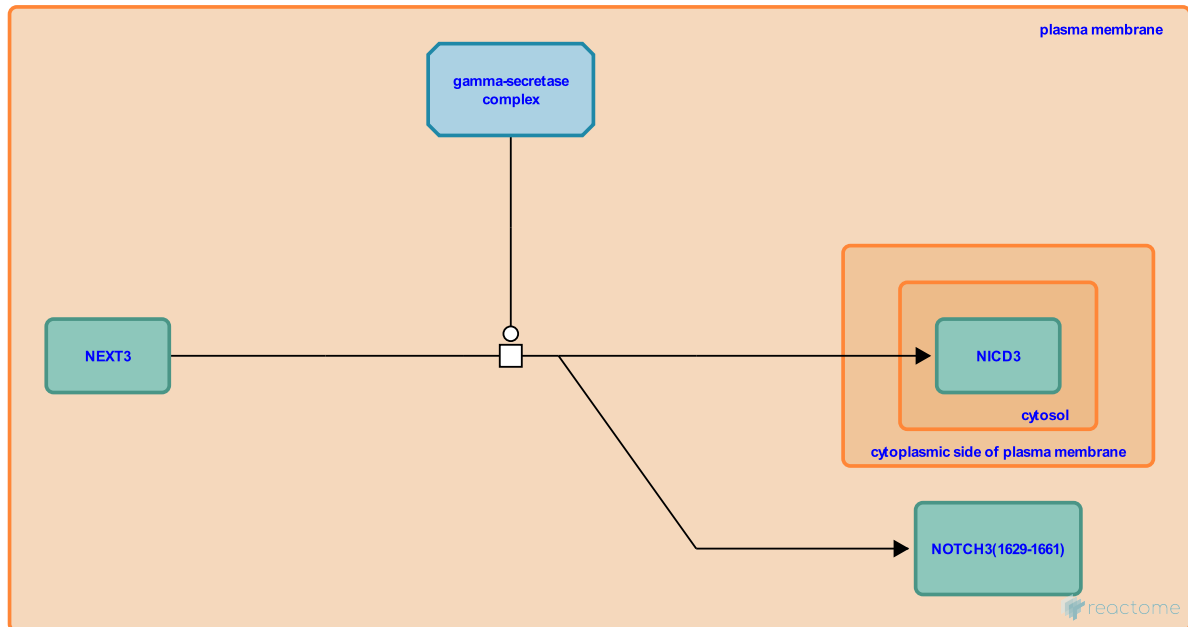 plasma membrane
gamma-secretase
complex
NEXT3
NICD3
cytosol
cytoplasmic side of plasma membrane
NOTCH3(1629-1661)
reactome